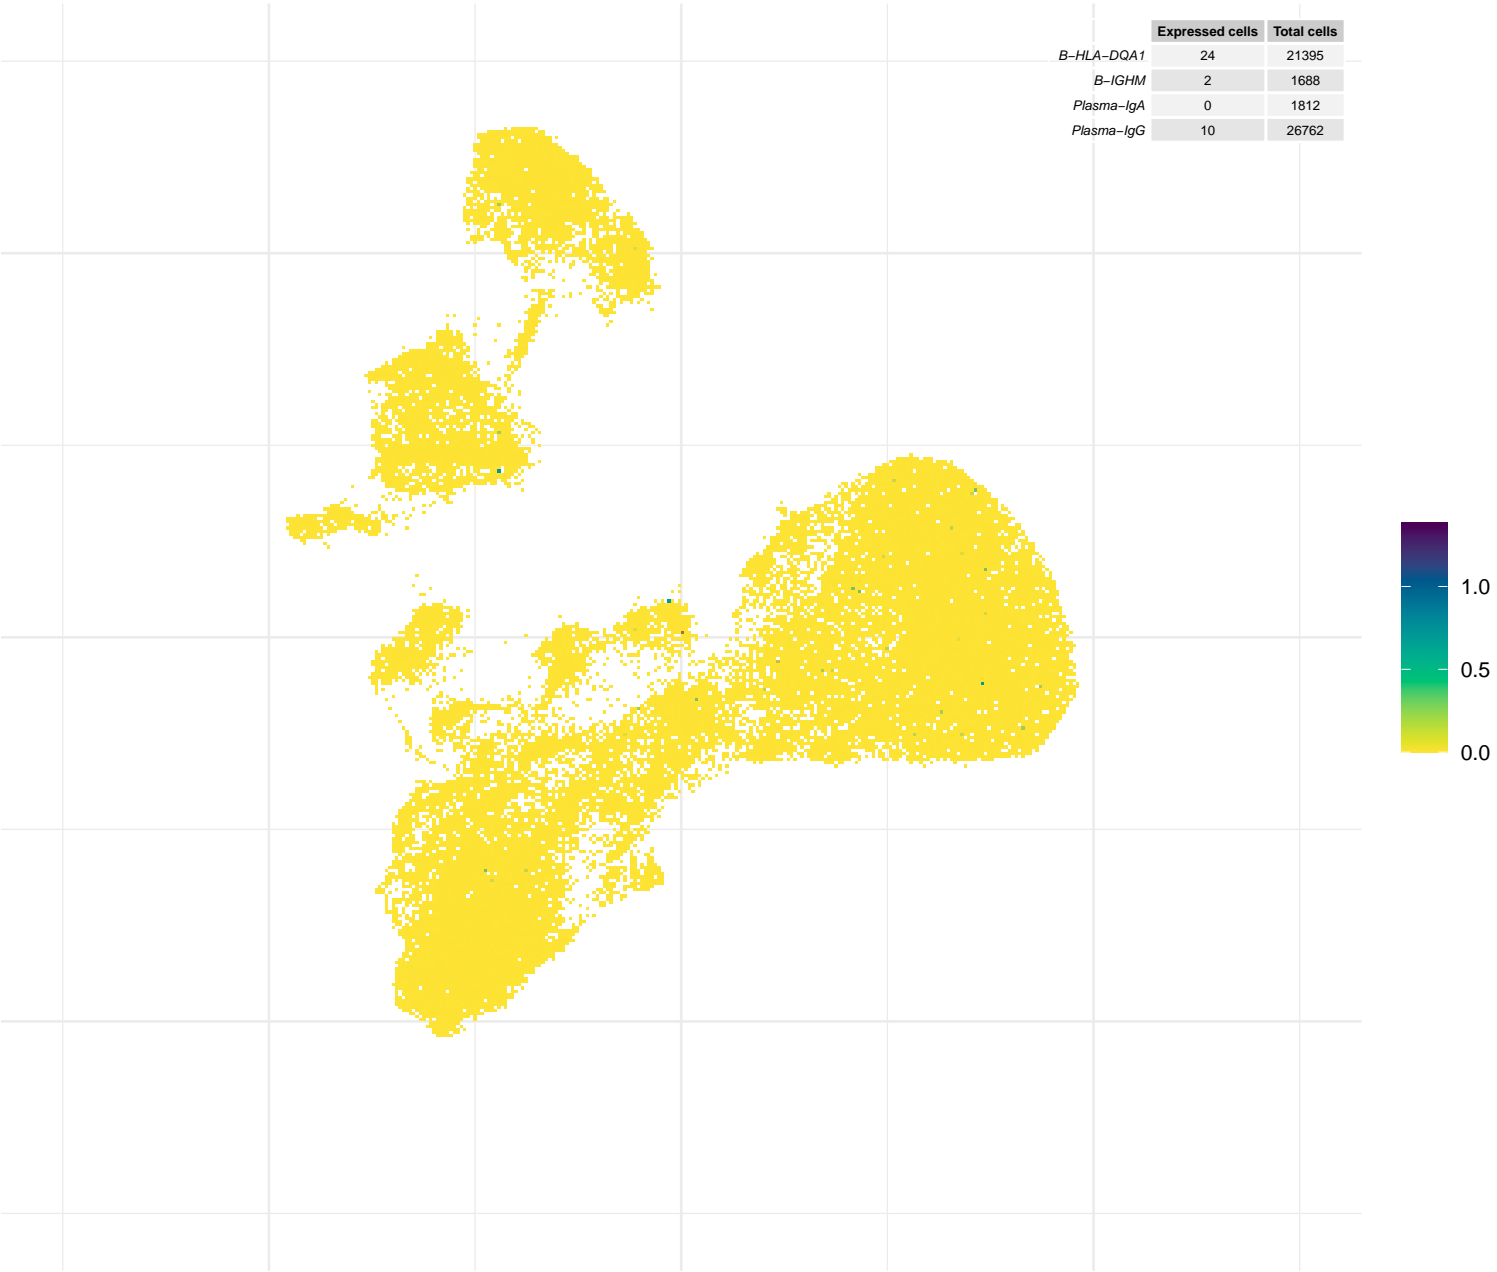 Expressed cells Total cells
B−HLA−DQA1 24 21395
B−IGHM 2 1688
Plasma−IgA 0 1812
Plasma−IgG 10 26762
1.0
0.5
0.0